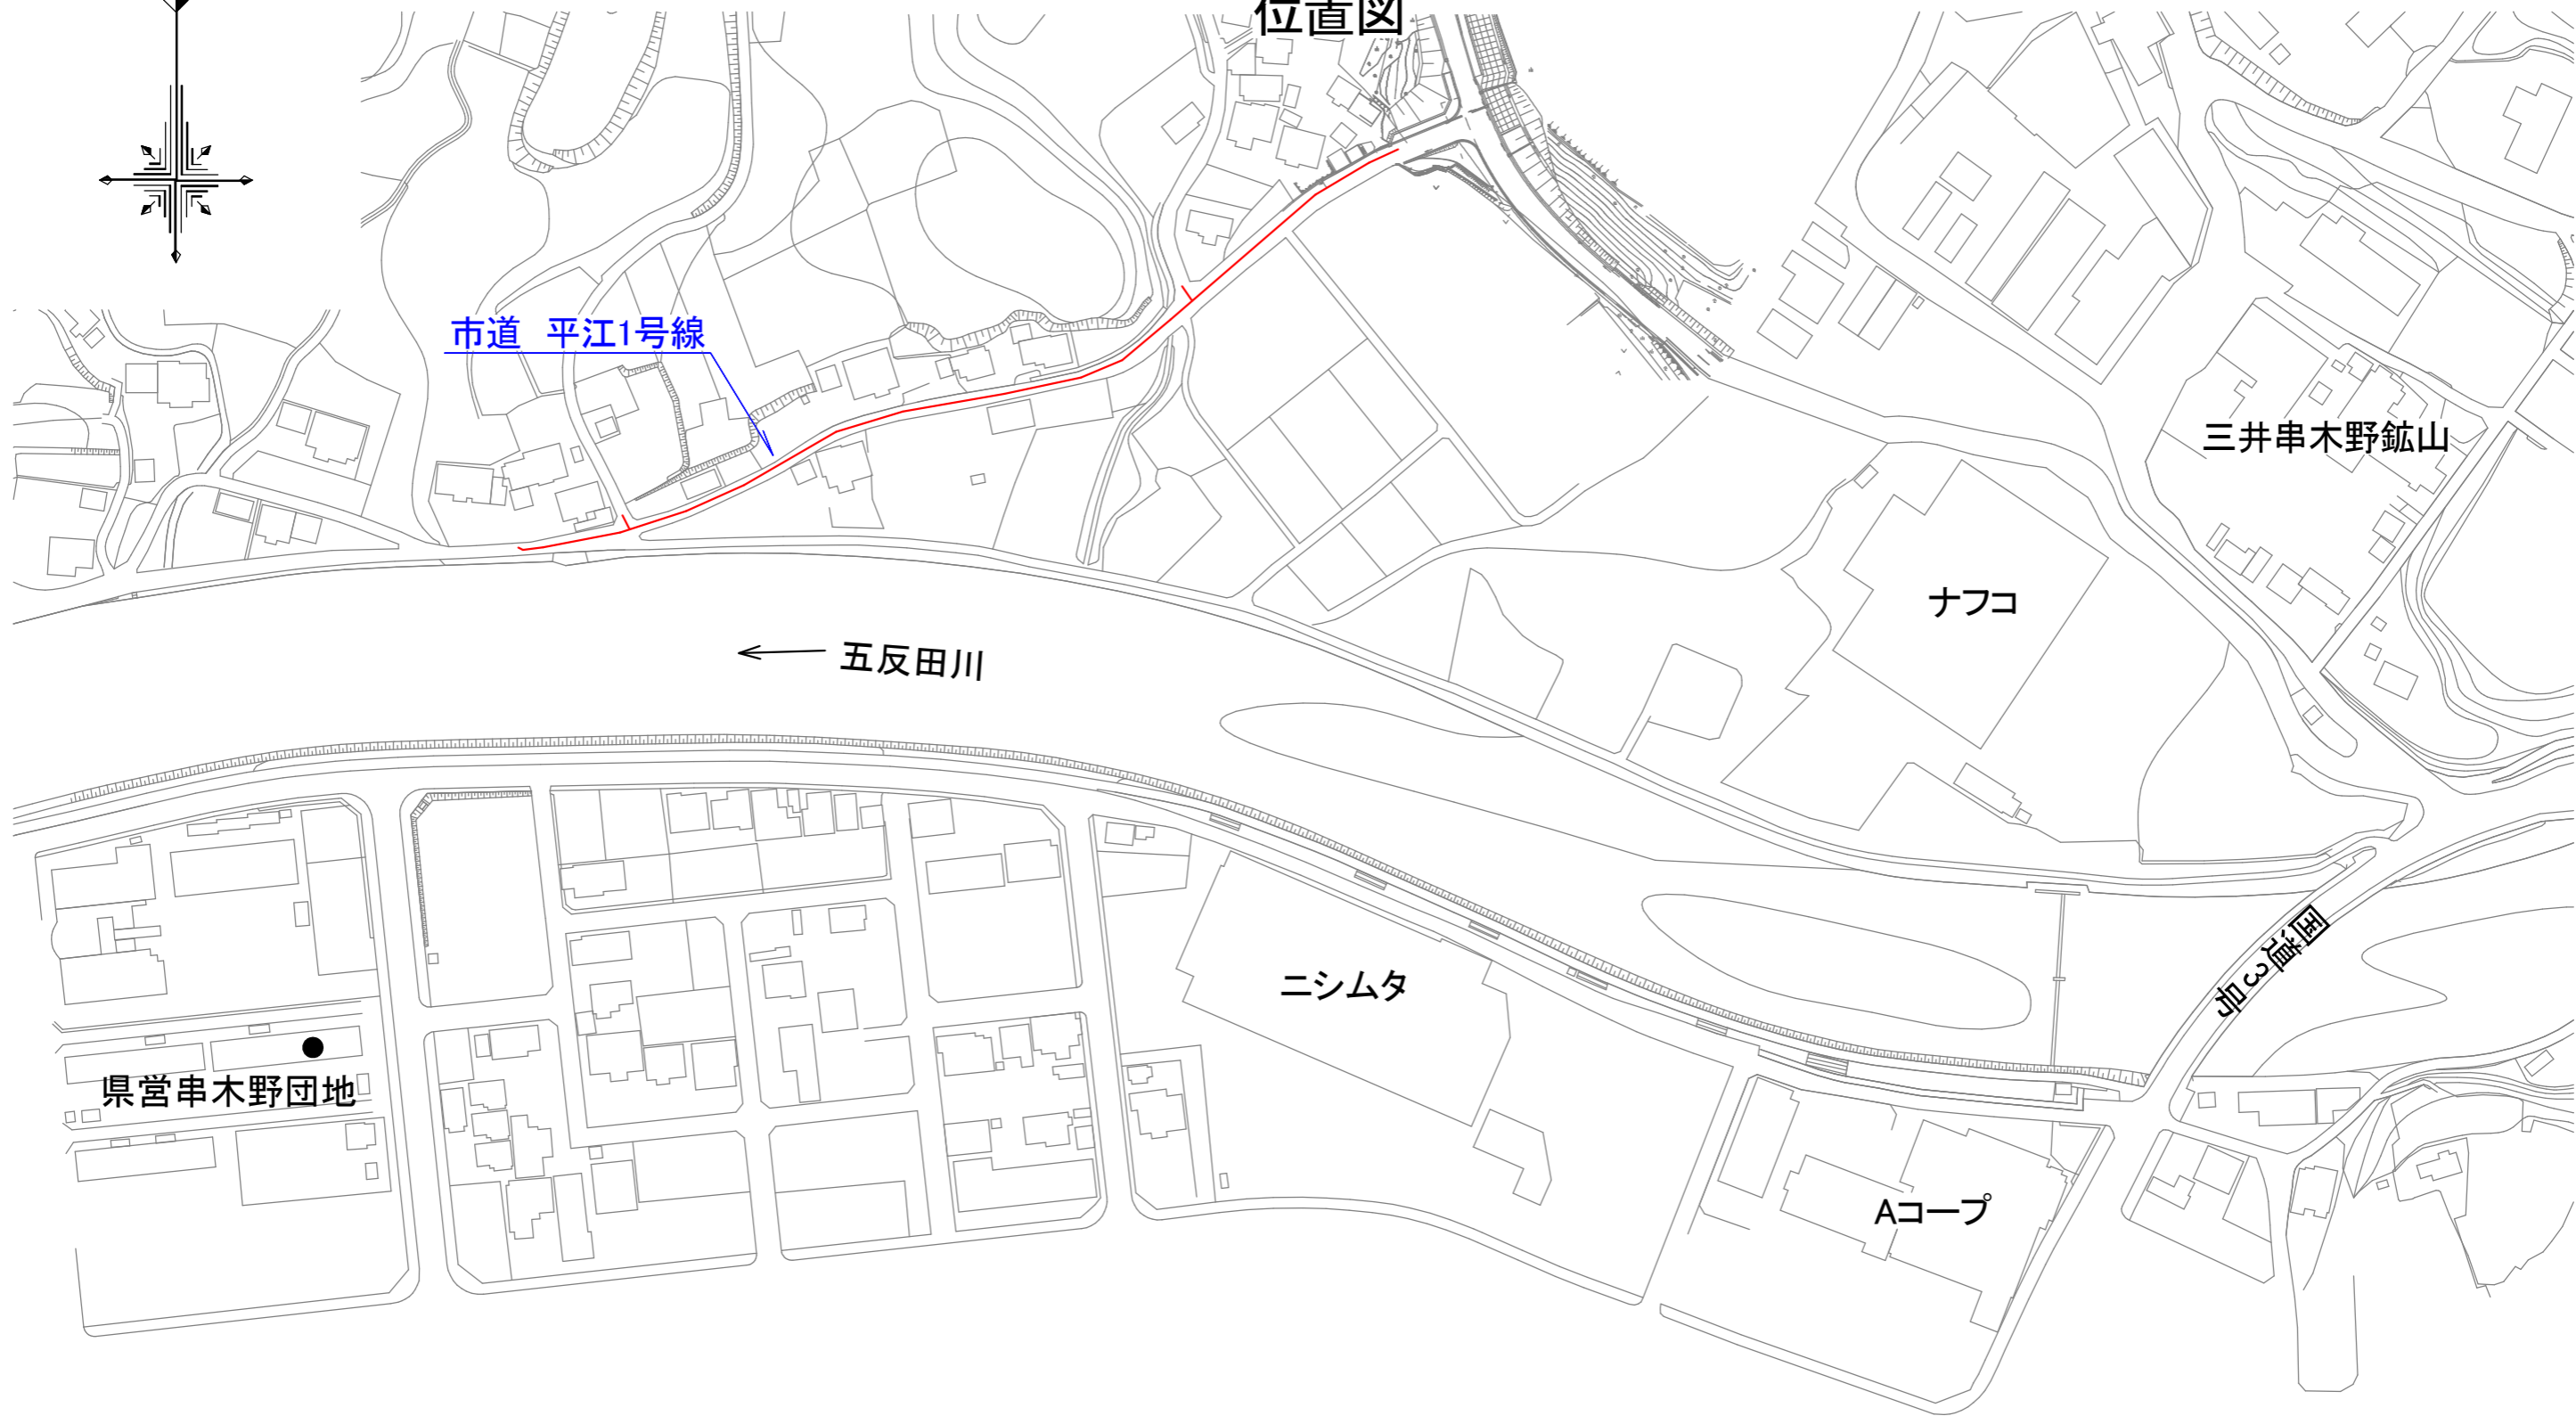 位置図
市道 平江1号線
三井串木野鉱山
ナフコ
五反田川
国道3号
ニシムタ
県営串木野団地
Aコープ